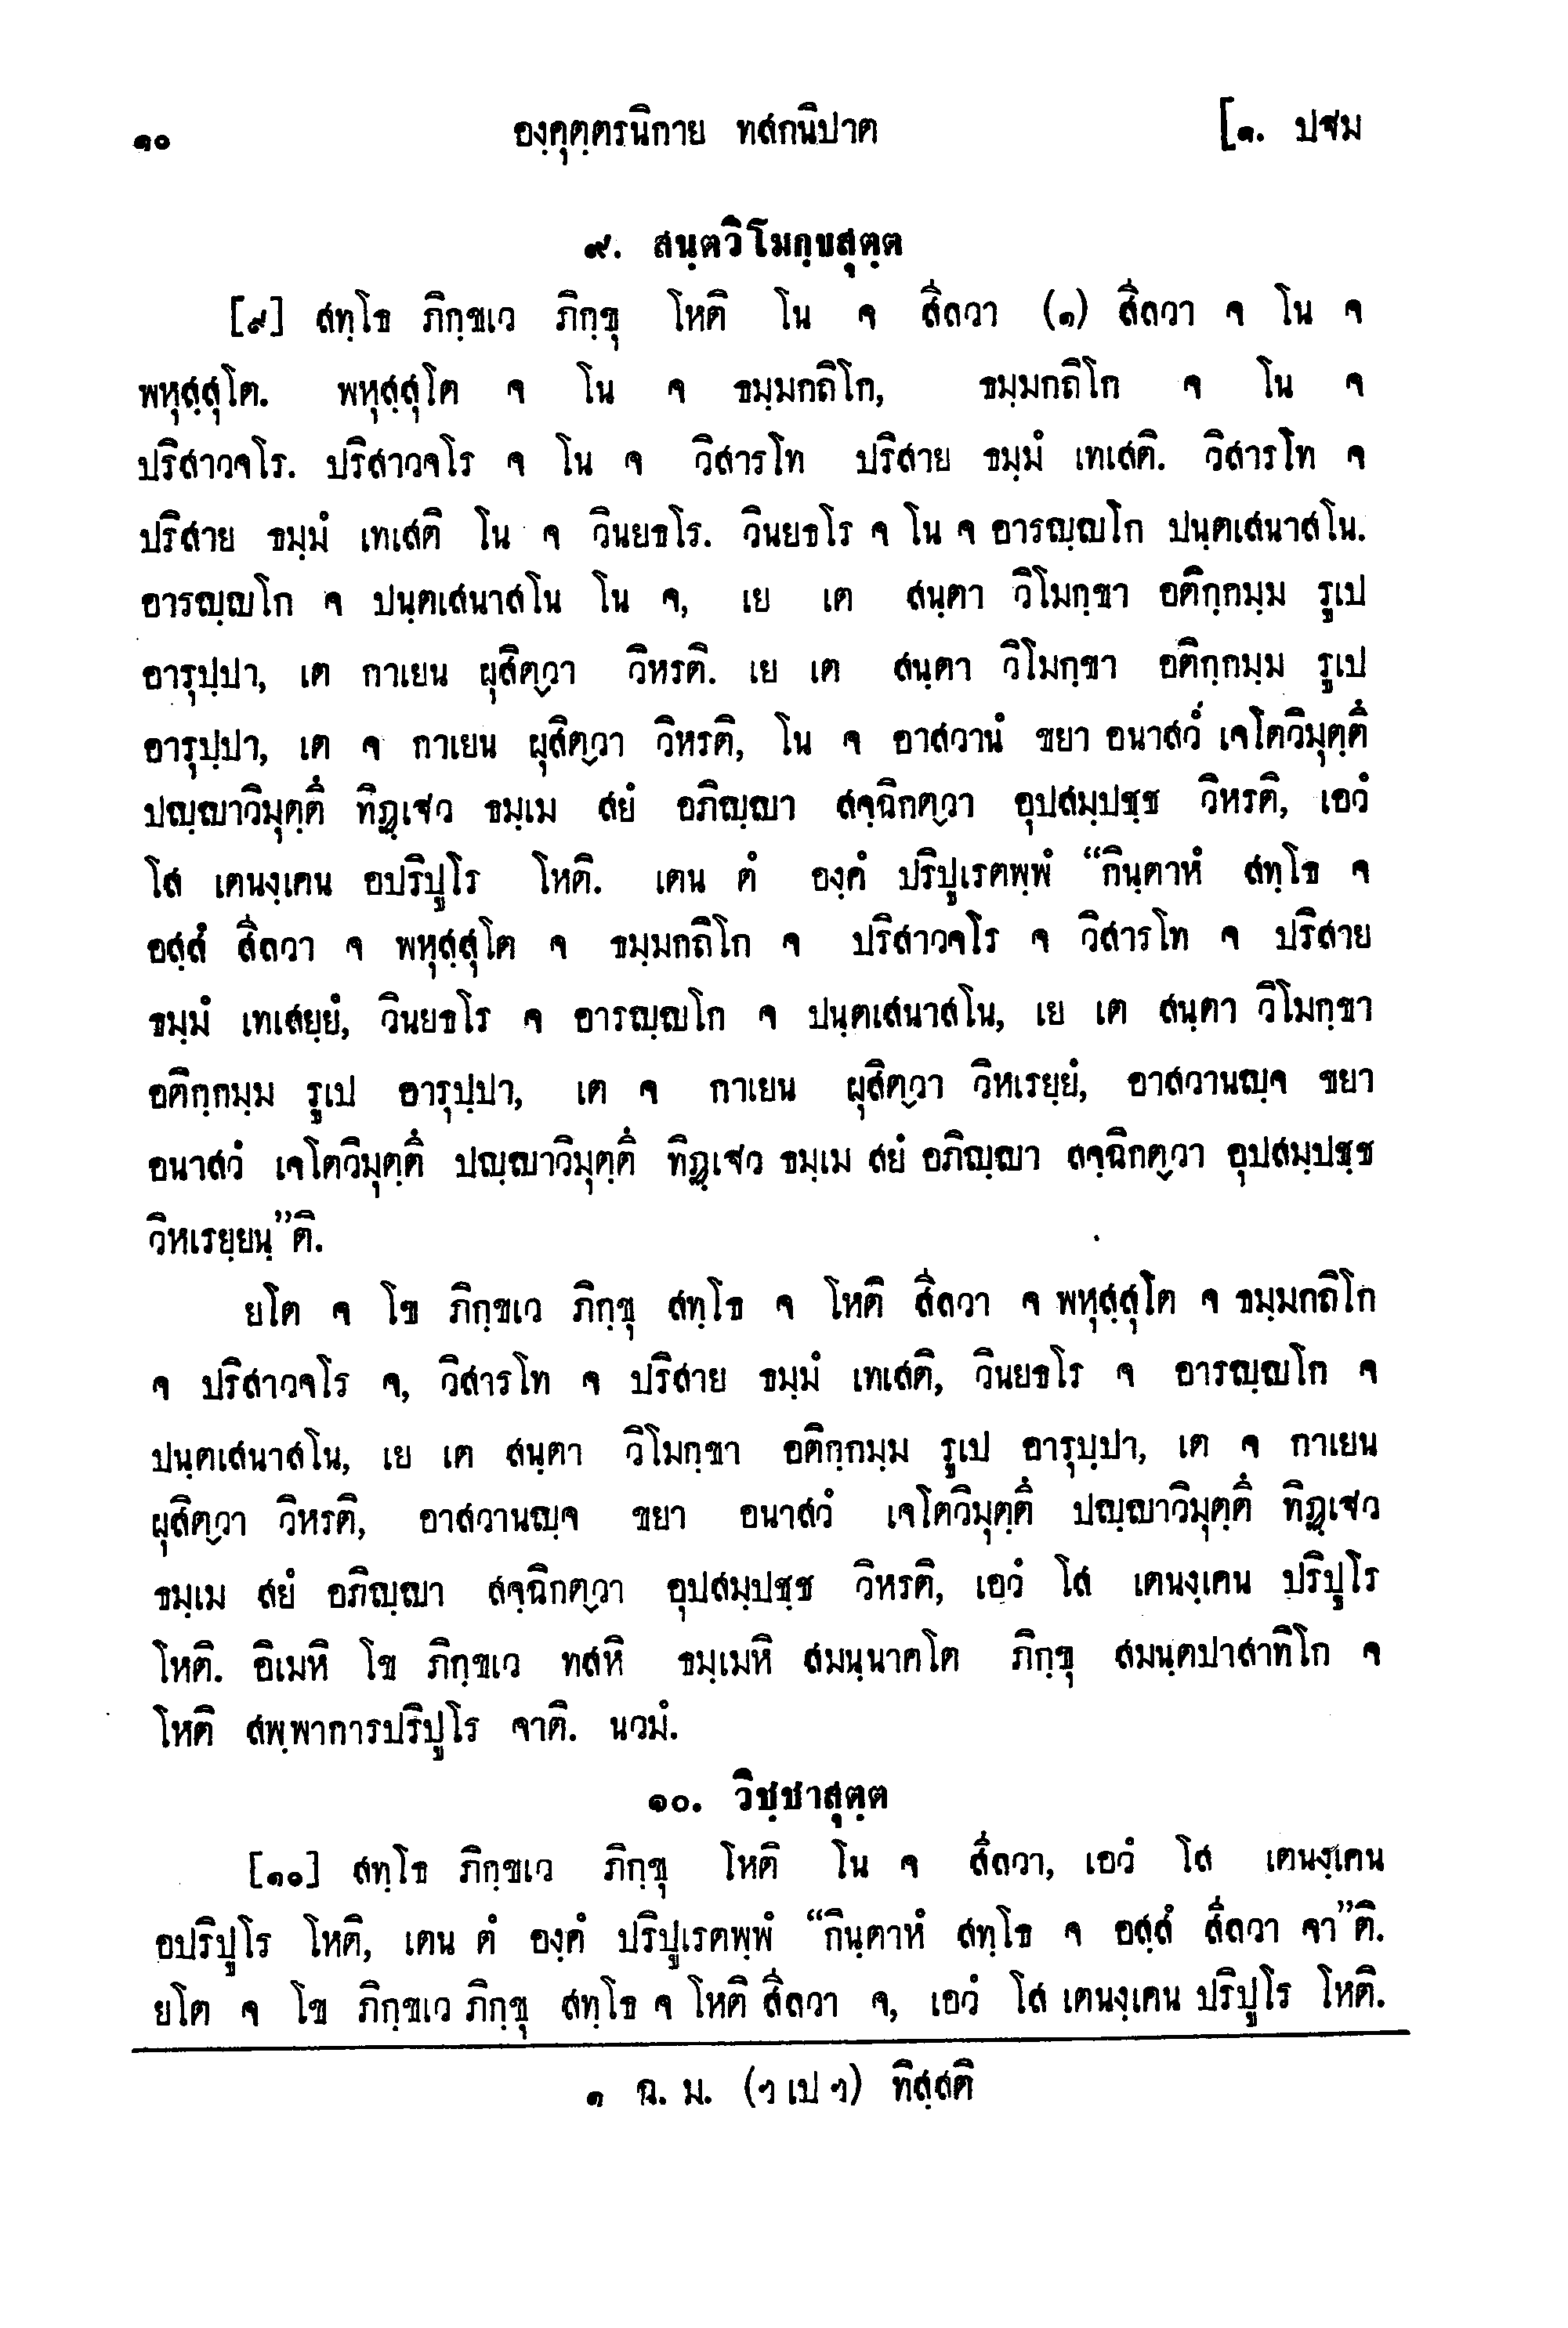 ๑๐ องฺคุตฺตรนิกาย ทสกนิปาต [๑. ปฐม
๙. สนฺตวิโมกฺขสุตฺต
[๙] สทฺโธ ภิกฺขเว ภิกฺขุ โหติ โน จ สีลวา (๑) สีลวา จ โน จ
พหุสฺสุโต. พหุสฺสุโต จ โน จ ธมฺมกถิโก, ธมฺมกถิโก จ โน จ
ปริสาวจโร. ปริสาวจโร จ โน จ วิสารโท ปริสาย ธมฺมํ เทเสติ. วิสารโท จ
ปริสาย ธมฺมํ เทเสติ โน จ วินยธโร. วินยธโร จ โน จ อารญฺญโก ปนฺตเสนาสโน.
อารญฺญโก จ ปนฺตเสนาสโน โน จ, เย เต สนฺตา วิโมกฺขา อติกฺกมฺม รูเป
อารุปฺปา, เต กาเยน ผุสิตฺวา วิหรติ. เย เต สนฺตา วิโมกฺขา อติกฺกมฺม รูเป
อารุปฺปา, เต จ กาเยน ผุสิตฺวา วิหรติ, โน จ อาสวานํ ขยา อนาสวํ เจโตวิมุตฺตึ
ปญฺญาวิมุตฺตึ ทิฏฺเฐว ธมฺเม สยํ อภิญฺญา สจฺฉิกตฺวา อุปสมฺปชฺช วิหรติ, เอวํ
โส เตนงฺเคน อปริปูโร โหติ. เตน ตํ องฺคํ ปริปูเรตพฺพํ “กินฺตาหํ สทฺโธ จ
อสฺสํ สีลวา จ พหุสฺสุโต จ ธมฺมกถิโก จ ปริสาวจโร จ วิสารโท จ ปริสาย
ธมฺมํ เทเสยฺยํ, วินยธโร จ อารญฺญโก จ ปนฺตเสนาสโน, เย เต สนฺตา วิโมกฺขา
อติกฺกมฺม รูเป อารุปฺปา, เต จ กาเยน ผุสิตฺวา วิหเรยฺยํ, อาสวานญฺจ ขยา
อนาสวํ เจโตวิมุตฺตึ ปญฺญาวิมุตฺตึ ทิฏฺเฐว ธมฺเม สยํ อภิญฺญา สจฺฉิกตฺวา อุปสมฺปชฺช
วิหเรยฺยนฺ”ติ.
ยโต จ โข ภิกฺขเว ภิกฺขุ สทฺโธ จ โหติ สีลวา จ พหุสฺสุโต จ ธมฺมกถิโก
จ ปริสาวจโร จ, วิสารโท จ ปริสาย ธมฺมํ เทเสติ, วินยธโร จ อารญฺญโก จ
ปนฺตเสนาสโน, เย เต สนฺตา วิโมกฺขา อติกฺกมฺม รูเป อารุปฺปา, เต จ กาเยน
ผุสิตฺวา วิหรติ, อาสวานญฺจ ขยา อนาสวํ เจโตวิมุตฺตึ ปญฺญาวิมุตฺตึ ทิฏฺเฐว
ธมฺเม สยํ อภิญฺญา สจฺฉิกตฺวา อุปสมฺปชฺช วิหรติ, เอวํ โส เตนงฺเคน ปริปูโร
โหติ. อิเมหิ โข ภิกฺขเว ทสหิ ธมฺเมหิ สมนฺนาคโต ภิกฺขุ สมนฺตปาสาทิโก จ
โหติ สพฺพาการปริปูโร จาติ. นวมํ.
๑๐. วิชฺชาสุตฺต
[๑๐] สทฺโธ ภิกฺขเว ภิกฺขุ โหติ โน จ สีลวา, เอวํ โส เตนงฺเคน
อปริปูโร โหติ, เตน ตํ องฺคํ ปริปูเรตพฺพํ “กินฺตาหํ สทฺโธ จ อสฺสํ สีลวา จา”ติ.
ยโต จ โข ภิกฺขเว ภิกฺขุ สทฺโธ จ โหติ สีลวา จ, เอวํ โส เตนงฺเคน ปริปูโร โหติ.
๑ ฉ. ม. (ฯ เป ฯ) ทิสฺสติ